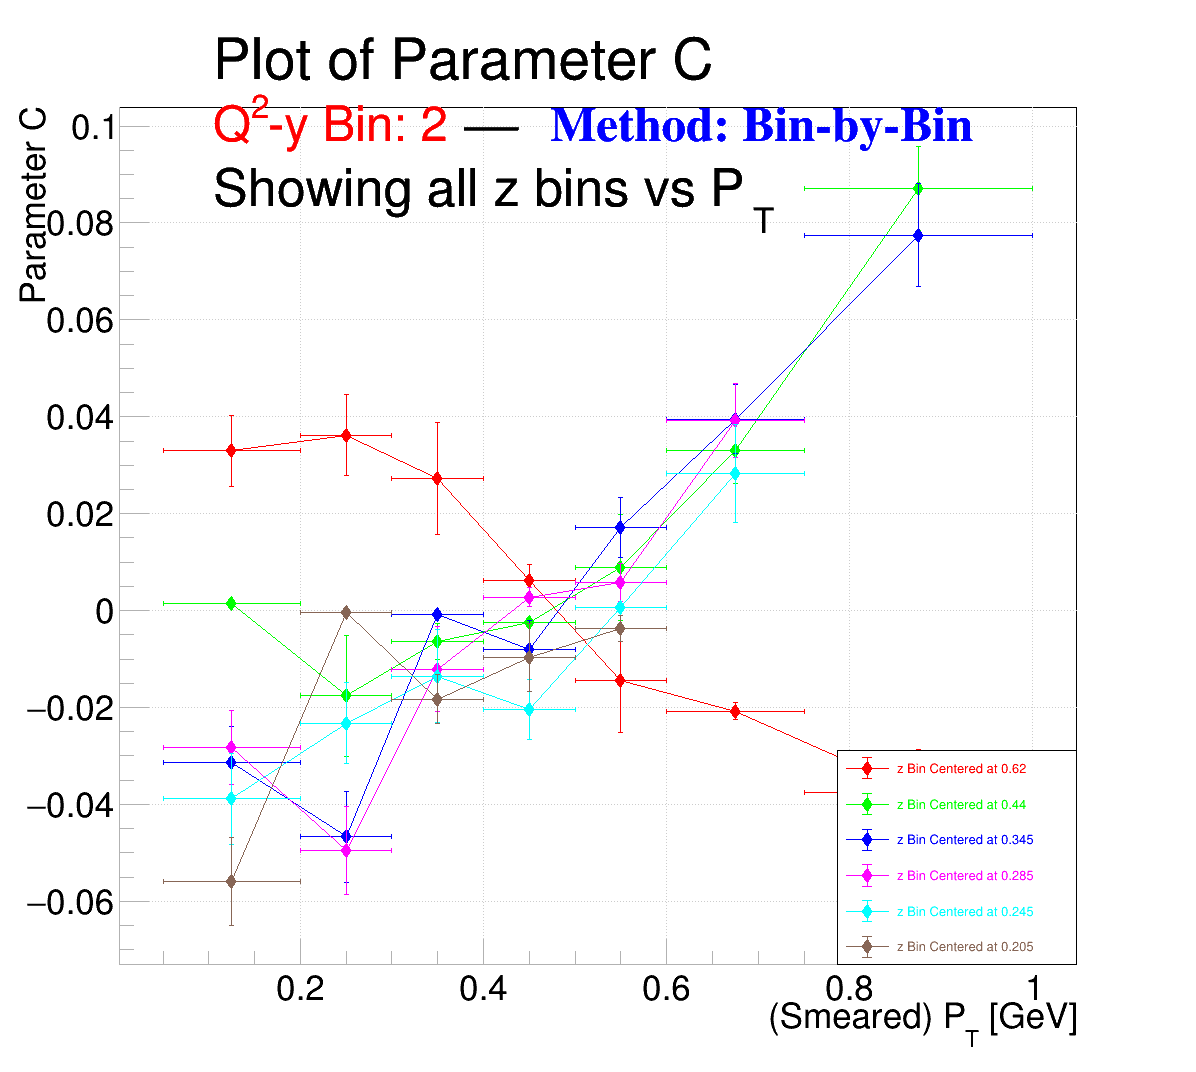 Plot of Parameter C
Q²-y Bin: 2 — Method: Bin-by-Bin
Showing all z bins vs P_T
Parameter C
0.1
0.08
0.06
0.04
0.02
0
−0.02
−0.04
−0.06
z Bin Centered at 0.62
z Bin Centered at 0.44
z Bin Centered at 0.345
z Bin Centered at 0.285
z Bin Centered at 0.245
z Bin Centered at 0.205
0.2 0.4 0.6 0.8 1
(Smeared) P_T [GeV]